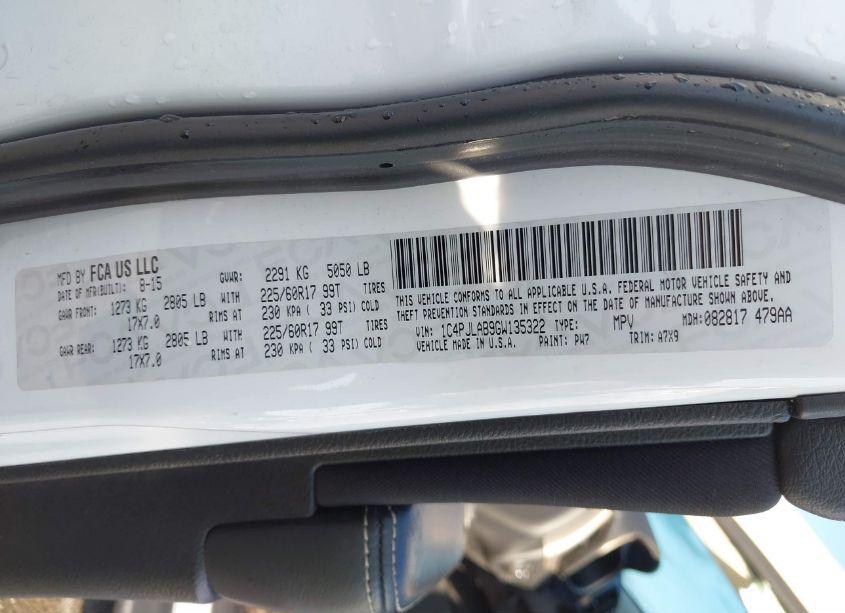 MFD BY FCA US LLC
DATE OF MFR(BUILT): 8-15 GVWR: 2291 KG 5050 LB
GAWR FRONT: 1273 KG 2805 LB WITH 225/60R17 99T TIRES
17X7.0 RIMS AT 230 KPA ( 33 PSI) COLD
GAWR REAR: 1273 KG 2805 LB WITH 225/60R17 99T TIRES
17X7.0 RIMS AT 230 KPA ( 33 PSI) COLD
THIS VEHICLE CONFORMS TO ALL APPLICABLE U.S.A. FEDERAL MOTOR VEHICLE SAFETY AND
THEFT PREVENTION STANDARDS IN EFFECT ON THE DATE OF MANUFACTURE SHOWN ABOVE.
VIN: 1C4PJLAB9GW135322 TYPE: MPV MDH: 082817 479AA
VEHICLE MADE IN U.S.A. PAINT: PW7 TRIM: A7X9